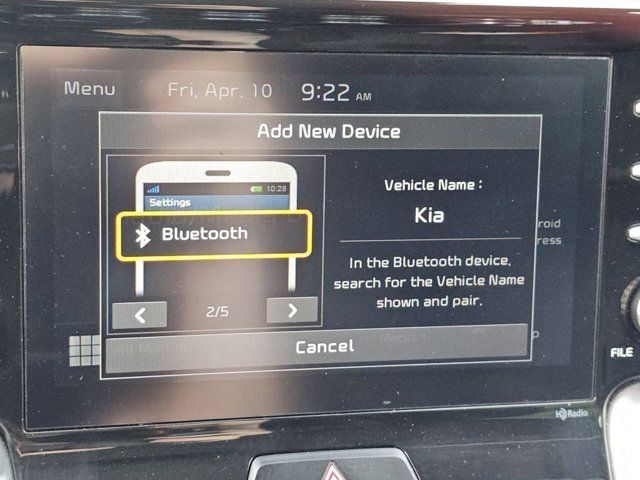 Menu Fri, Apr. 10 9:22 AM
Add New Device
10:28
Settings
Bluetooth
2/5
Vehicle Name :
Kia
In the Bluetooth device,
search for the Vehicle Name
shown and pair.
Cancel
FILE
HD Radio